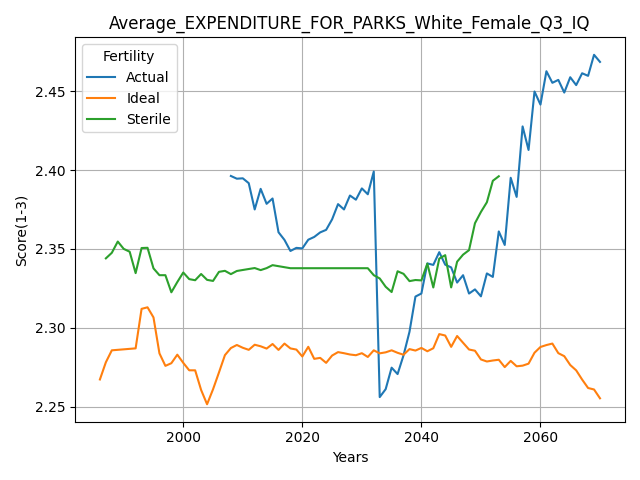 Average_EXPENDITURE_FOR_PARKS_White_Female_Q3_IQ
Fertility
Actual
Ideal
Sterile
Score(1-3)
2.45
2.40
2.35
2.30
2.25
2000
2020
2040
2060
Years